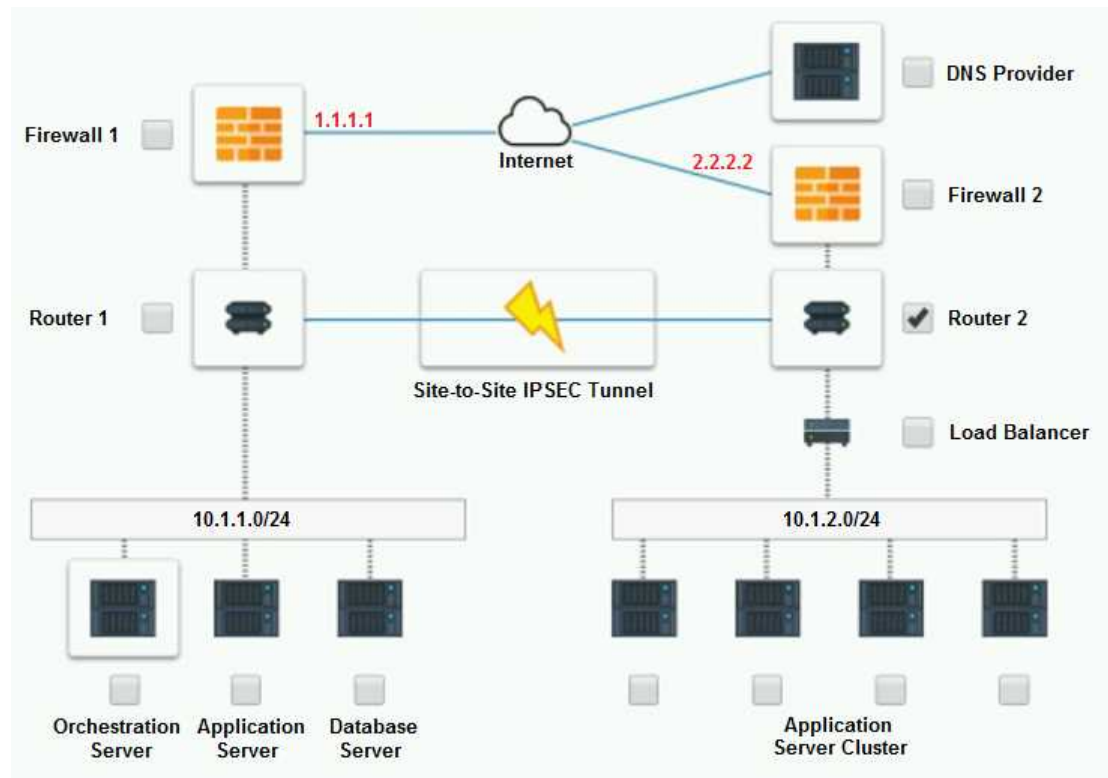 DNS Provider
Firewall 1
1.1.1.1
Internet
2.2.2.2
Firewall 2
Router 1
Router 2
Site-to-Site IPSEC Tunnel
Load Balancer
10.1.1.0/24
10.1.2.0/24
Orchestration
Server
Application
Server
Database
Server
Application
Server Cluster